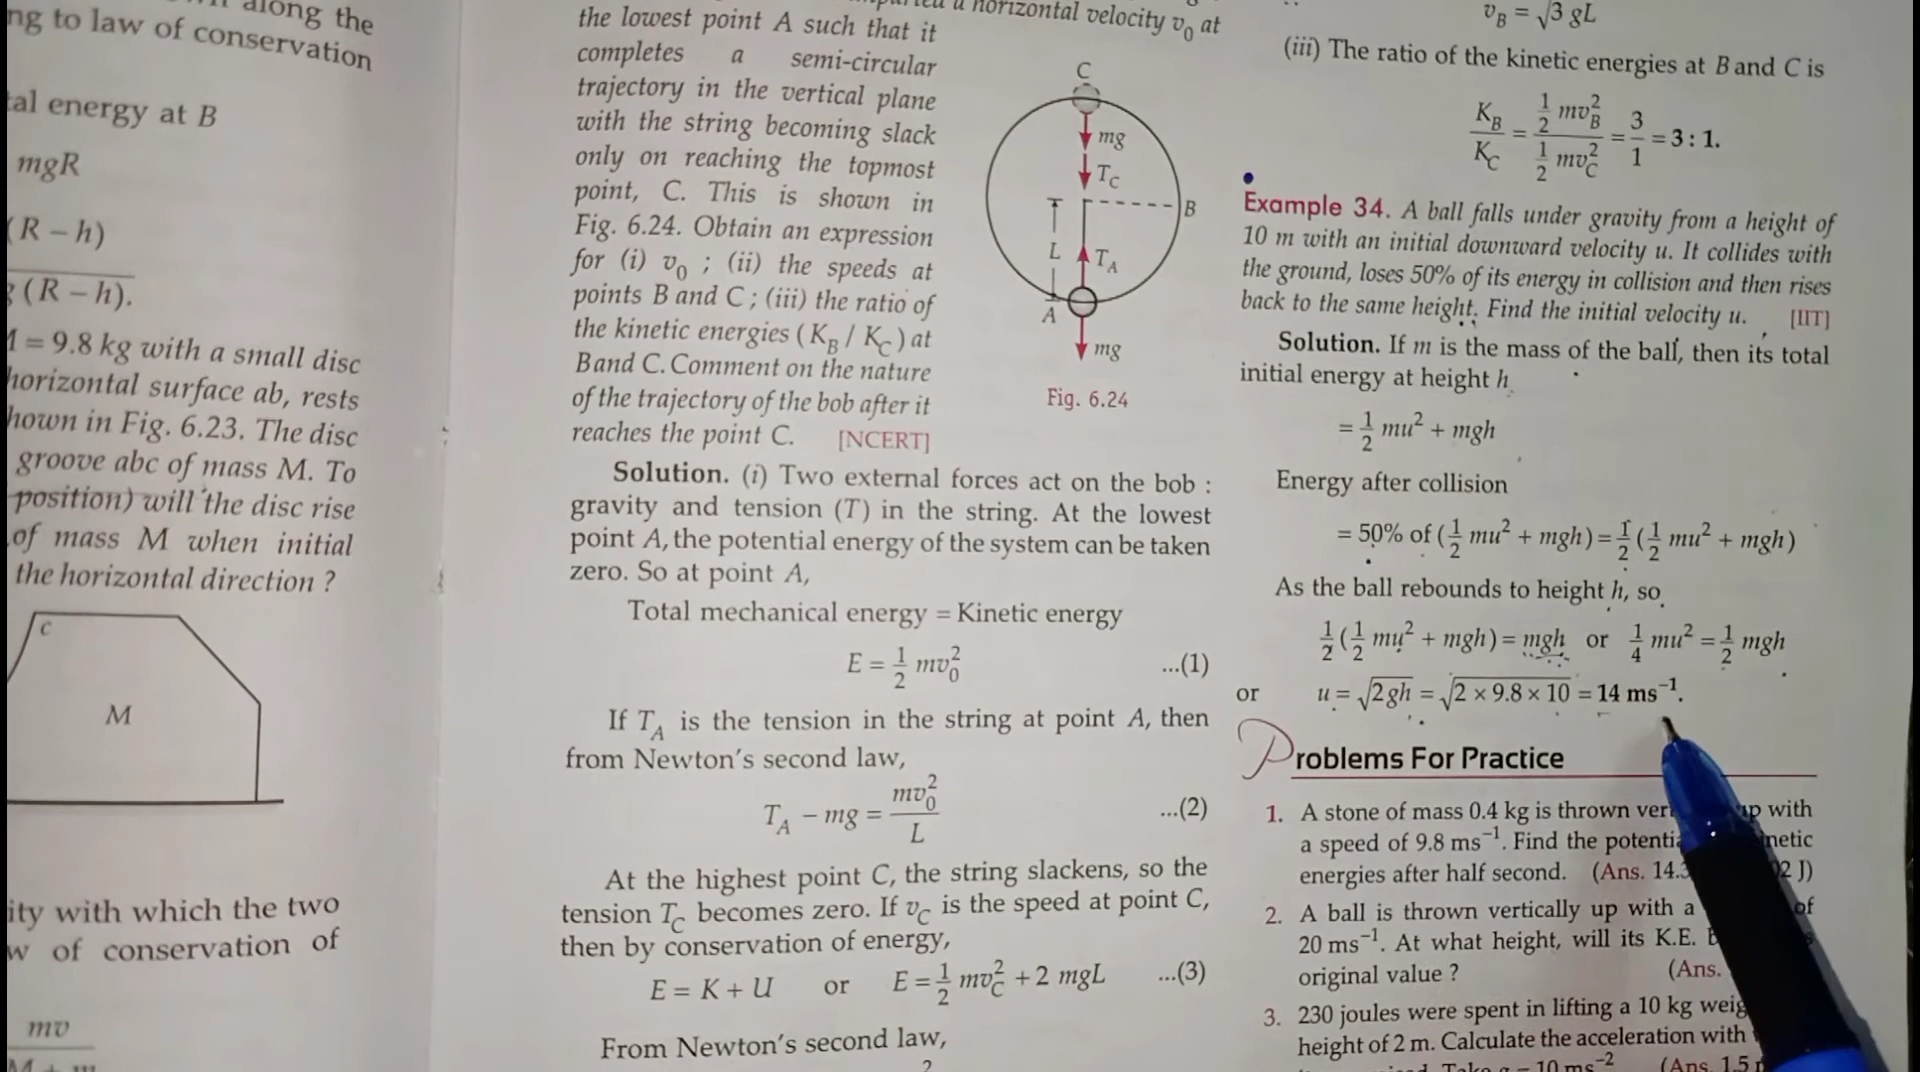 along the
ng to law of conservation
tal energy at B
mgR
(R – h)
(R – h).
= 9.8 kg with a small disc
horizontal surface ab, rests
hown in Fig. 6.23. The disc
groove abc of mass M. To
position) will the disc rise
of mass M when initial
the horizontal direction ?
c
M
ity with which the two
w of conservation of
mv
a horizontal velocity v₀ at
the lowest point A such that it
completes a semi-circular
trajectory in the vertical plane
with the string becoming slack
only on reaching the topmost
point, C. This is shown in
Fig. 6.24. Obtain an expression
for (i) v₀ ; (ii) the speeds at
points B and C ; (iii) the ratio of
the kinetic energies (K_B / K_C) at
B and C. Comment on the nature
of the trajectory of the bob after it
reaches the point C. [NCERT]
C
mg
T_C
B
L
T_A
A
mg
Fig. 6.24
Solution. (i) Two external forces act on the bob :
gravity and tension (T) in the string. At the lowest
point A, the potential energy of the system can be taken
zero. So at point A,
Total mechanical energy = Kinetic energy
E = 1/2 mv₀² ...(1)
If T_A is the tension in the string at point A, then
from Newton's second law,
T_A – mg = mv₀²/L ...(2)
At the highest point C, the string slackens, so the
tension T_C becomes zero. If v_C is the speed at point C,
then by conservation of energy,
E = K + U or E = 1/2 mv_C² + 2 mgL ...(3)
From Newton's second law,
v_B = √3 gL
(iii) The ratio of the kinetic energies at B and C is
K_B/K_C = 1/2 mv_B² / 1/2 mv_C² = 3/1 = 3 : 1.
Example 34. A ball falls under gravity from a height of
10 m with an initial downward velocity u. It collides with
the ground, loses 50% of its energy in collision and then rises
back to the same height. Find the initial velocity u. [IIT]
Solution. If m is the mass of the ball, then its total
initial energy at height h
= 1/2 mu² + mgh
Energy after collision
= 50% of (1/2 mu² + mgh) = 1/2 (1/2 mu² + mgh)
As the ball rebounds to height h, so
1/2 (1/2 mu² + mgh) = mgh or 1/4 mu² = 1/2 mgh
or u = √2gh = √2 × 9.8 × 10 = 14 ms⁻¹.
Problems For Practice
1. A stone of mass 0.4 kg is thrown up with
a speed of 9.8 ms⁻¹. Find the
energies after half second. (Ans.
2. A ball is thrown vertically up with a of
20 ms⁻¹. At what height, will its K.E.
original value ? (Ans.
3. 230 joules were spent in lifting a 10 kg
height of 2 m. Calculate the acceleration with